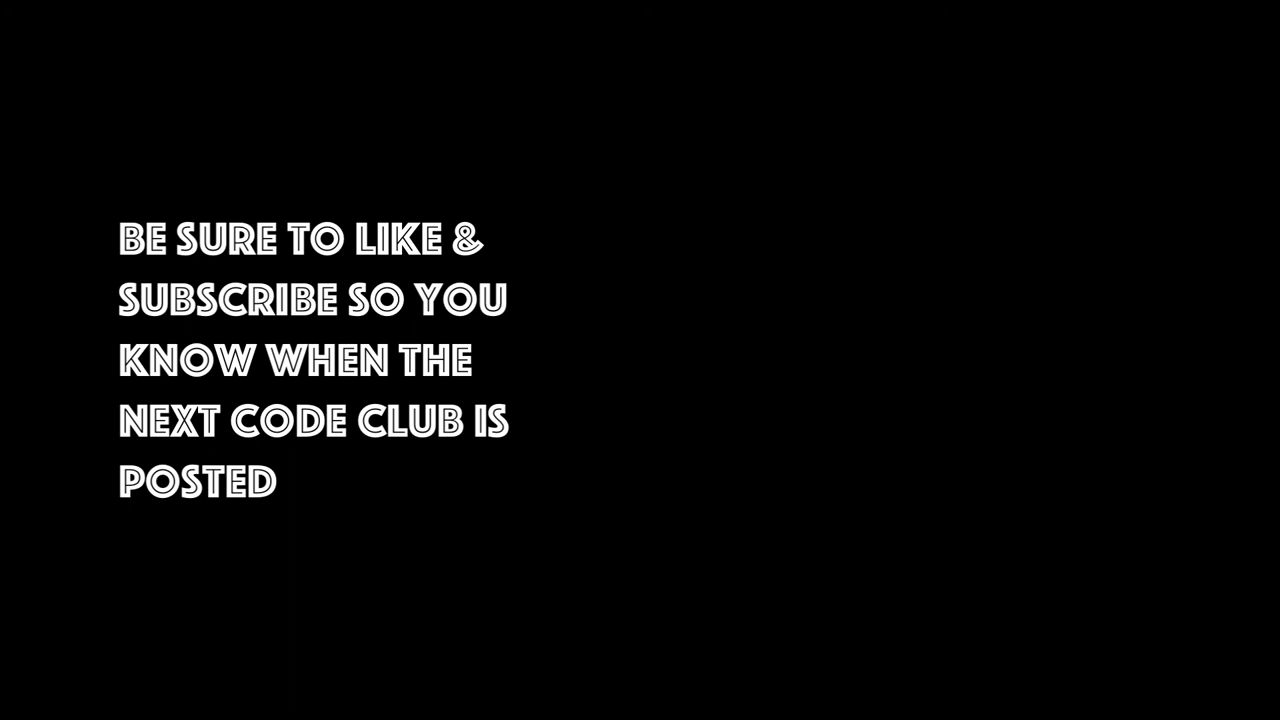 BE SURE TO LIKE &
SUBSCRIBE SO YOU
KNOW WHEN THE
NEXT CODE CLUB IS
POSTED